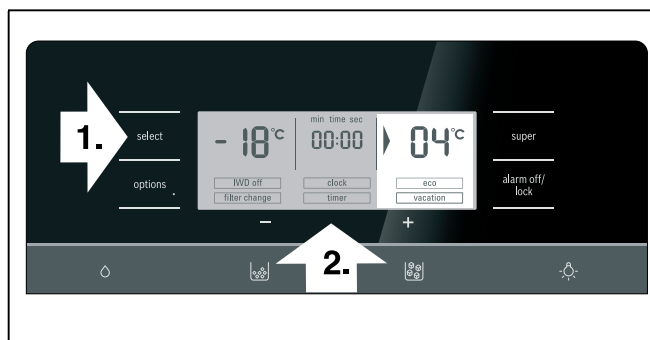 min time sec
1.
select
- 18°C
00:00
04°C
super
options
IWD off
clock
eco
alarm off/
lock
filter change
timer
vacation
− +
2.